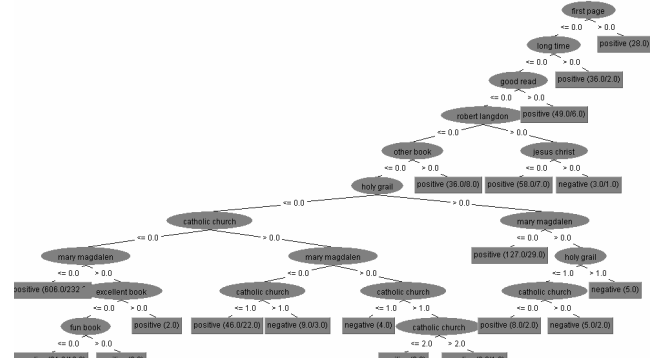 first page
<= 0.0 > 0.0
long time positive (28.0)
<= 0.0 > 0.0
good read positive (36.0/2.0)
<= 0.0 > 0.0
robert langdon positive (49.0/6.0)
<= 0.0 > 0.0
other book jesus christ
<= 0.0 > 0.0 <= 0.0 > 0.0
holy grail positive (36.0/8.0) positive (58.0/7.0) negative (3.0/1.0)
<= 0.0 > 0.0
catholic church mary magdalen
<= 0.0 > 0.0 <= 0.0 > 0.0
mary magdalen mary magdalen positive (127.0/29.0) holy grail
<= 0.0 > 0.0 <= 0.0 > 0.0 <= 1.0 > 1.0
positive (606.0/232 excellent book catholic church catholic church catholic church negative (5.0)
<= 0.0 > 0.0 <= 1.0 > 1.0 <= 1.0 > 1.0 <= 0.0 > 0.0
fun book positive (2.0) positive (46.0/22.0) negative (9.0/3.0) negative (4.0) catholic church positive (8.0/2.0) negative (5.0/2.0)
<= 0.0 > 0.0 <= 2.0 > 2.0